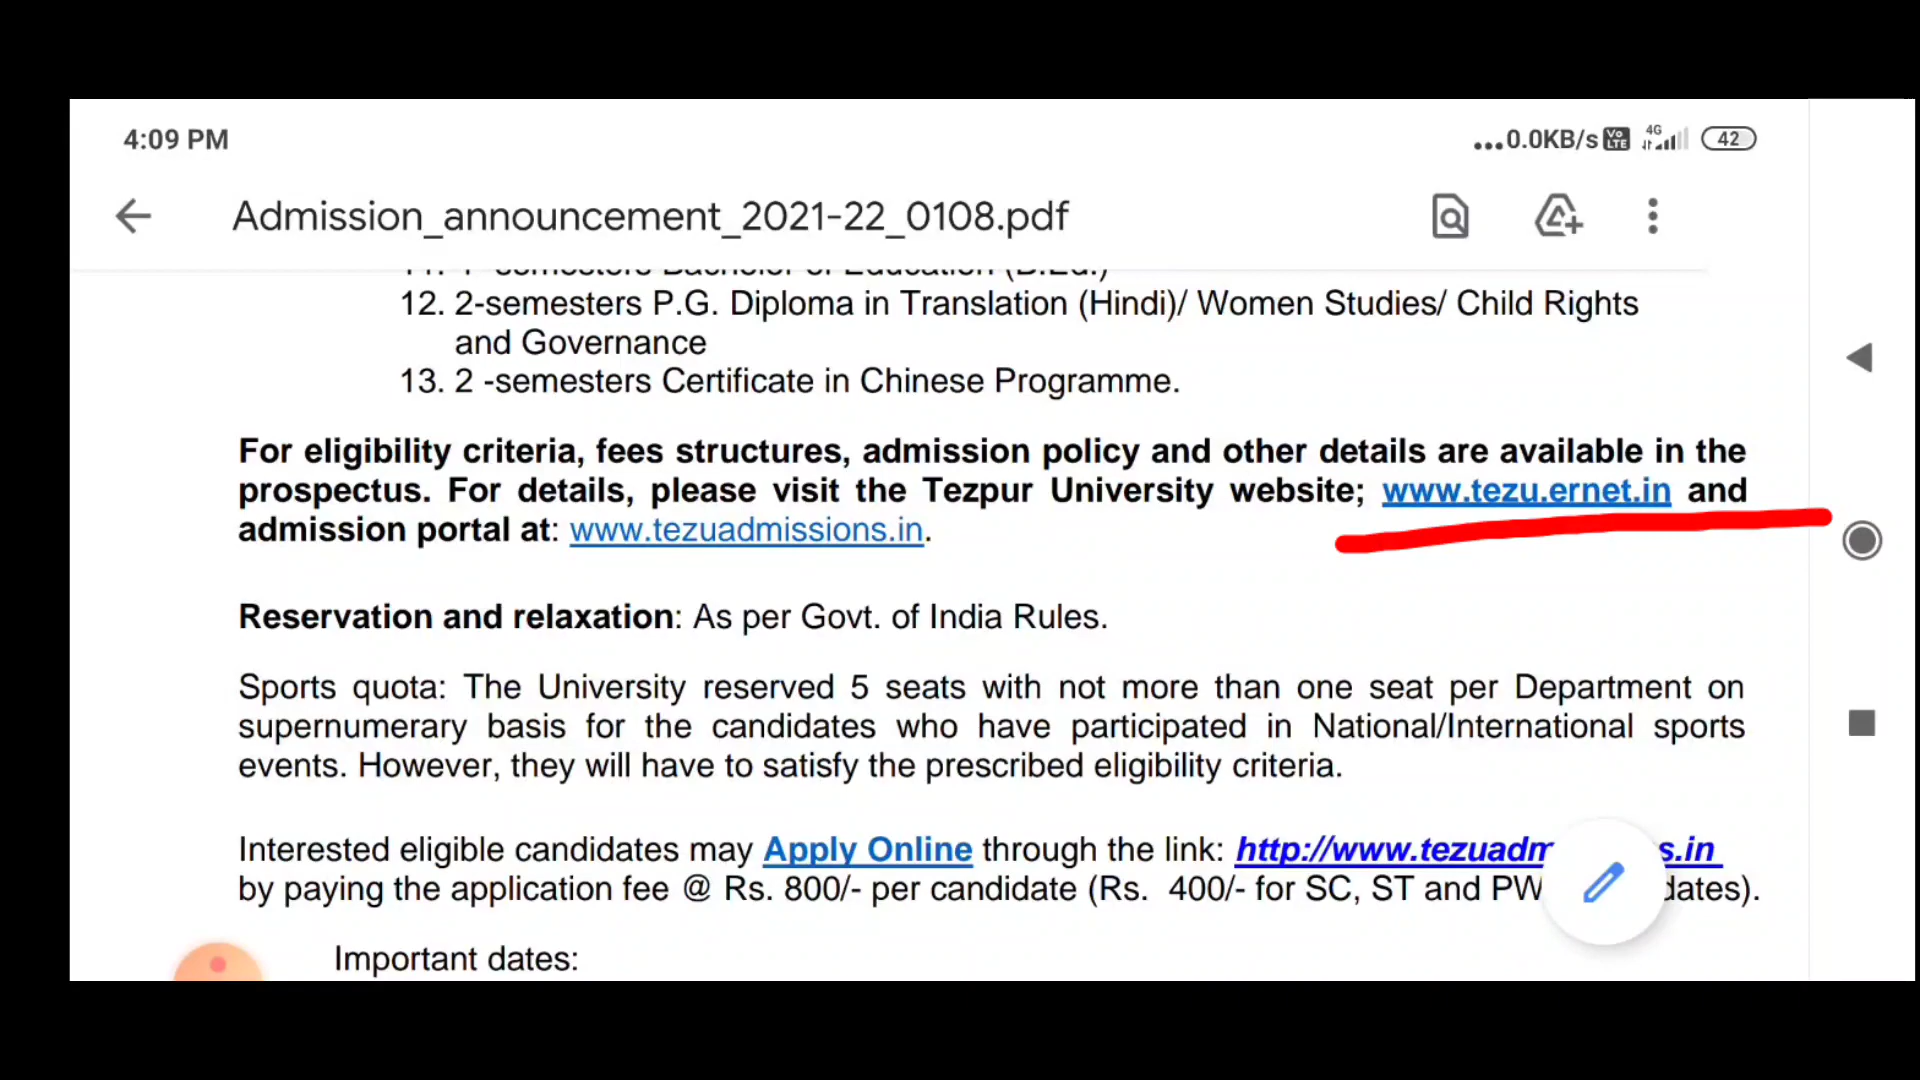 4:09 PM
...0.0KB/s Vo LTE 4G 42
Admission_announcement_2021-22_0108.pdf
12. 2-semesters P.G. Diploma in Translation (Hindi)/ Women Studies/ Child Rights
and Governance
13. 2 -semesters Certificate in Chinese Programme.
For eligibility criteria, fees structures, admission policy and other details are available in the
prospectus. For details, please visit the Tezpur University website; www.tezu.ernet.in and
admission portal at: www.tezuadmissions.in.
Reservation and relaxation: As per Govt. of India Rules.
Sports quota: The University reserved 5 seats with not more than one seat per Department on
supernumerary basis for the candidates who have participated in National/International sports
events. However, they will have to satisfy the prescribed eligibility criteria.
Interested eligible candidates may Apply Online through the link:
by paying the application fee @ Rs. 800/- per candidate (Rs. 400/- for SC, ST and
Important dates: